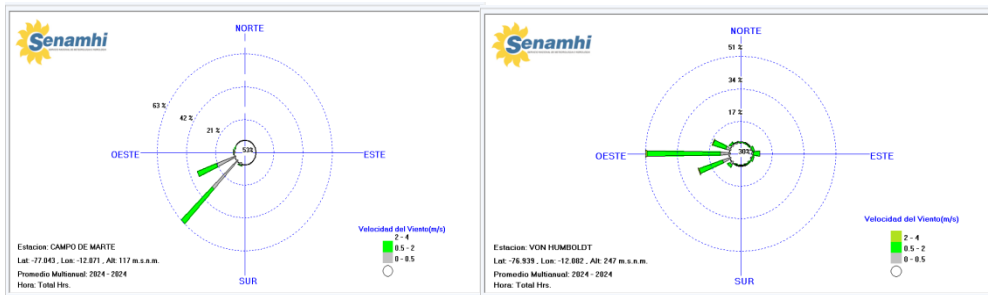 Senamhi
NORTE
63 %
42 %
21 %
53%
OESTE
ESTE
SUR
Velocidad del Viento(m/s)
2 - 4
0.5 - 2
0 - 0.5
Estacion: CAMPO DE MARTE
Lat: -77.043 , Lon: -12.071 , Alt: 117 m.s.n.m.
Promedio Multianual: 2024 - 2024
Hora: Total Hrs.
Senamhi
NORTE
51 %
34 %
17 %
30%
OESTE
ESTE
SUR
Velocidad del Viento(m/s)
2 - 4
0.5 - 2
0 - 0.5
Estacion: VON HUMBOLDT
Lat: -76.939 , Lon: -12.082 , Alt: 247 m.s.n.m.
Promedio Multianual: 2024 - 2024
Hora: Total Hrs.